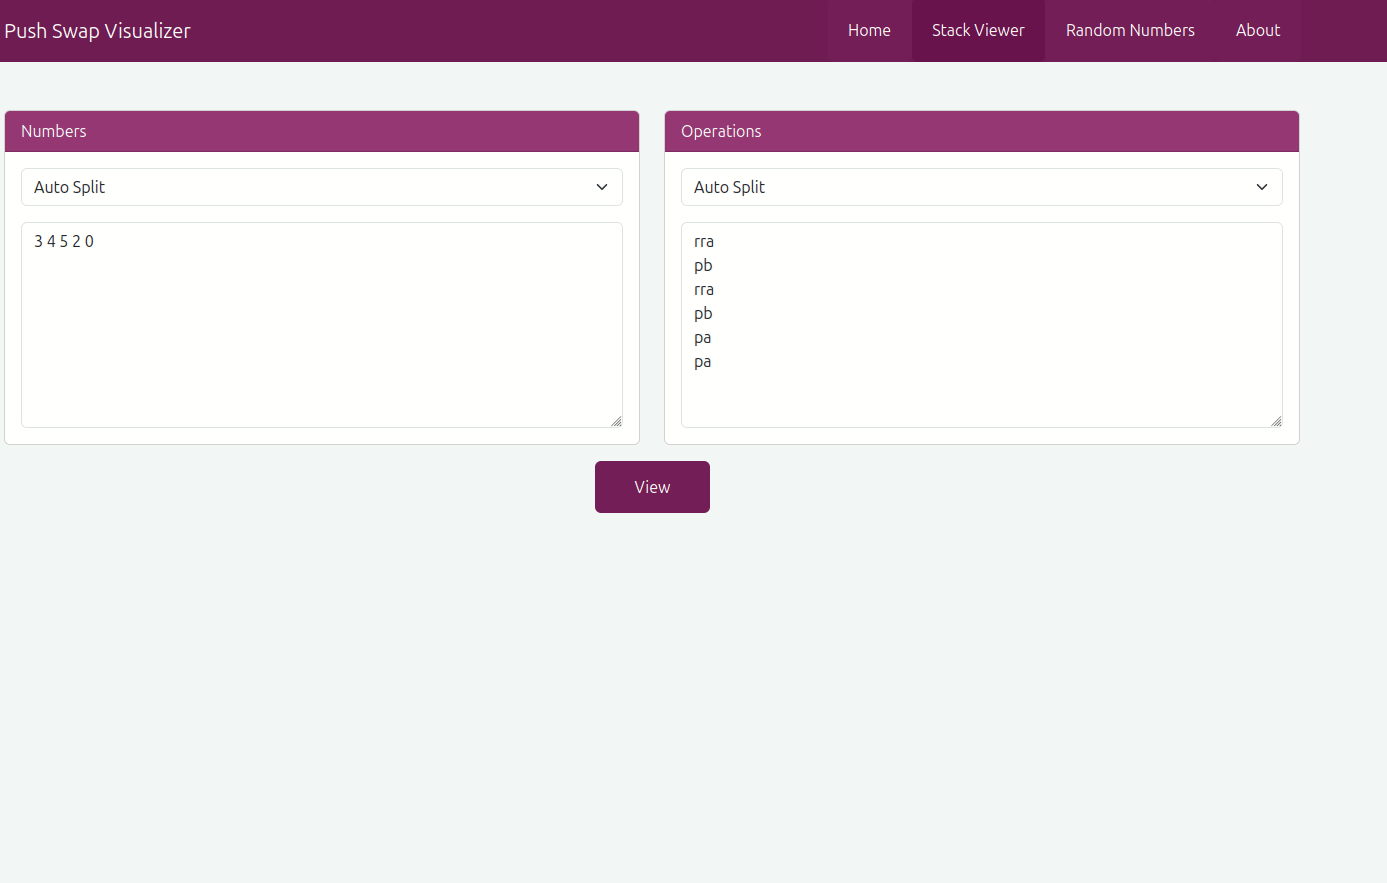 Push Swap Visualizer
Home
Stack Viewer
Random Numbers
About
Numbers
Auto Split
3 4 5 2 0
Operations
Auto Split
rra
pb
rra
pb
pa
pa
View